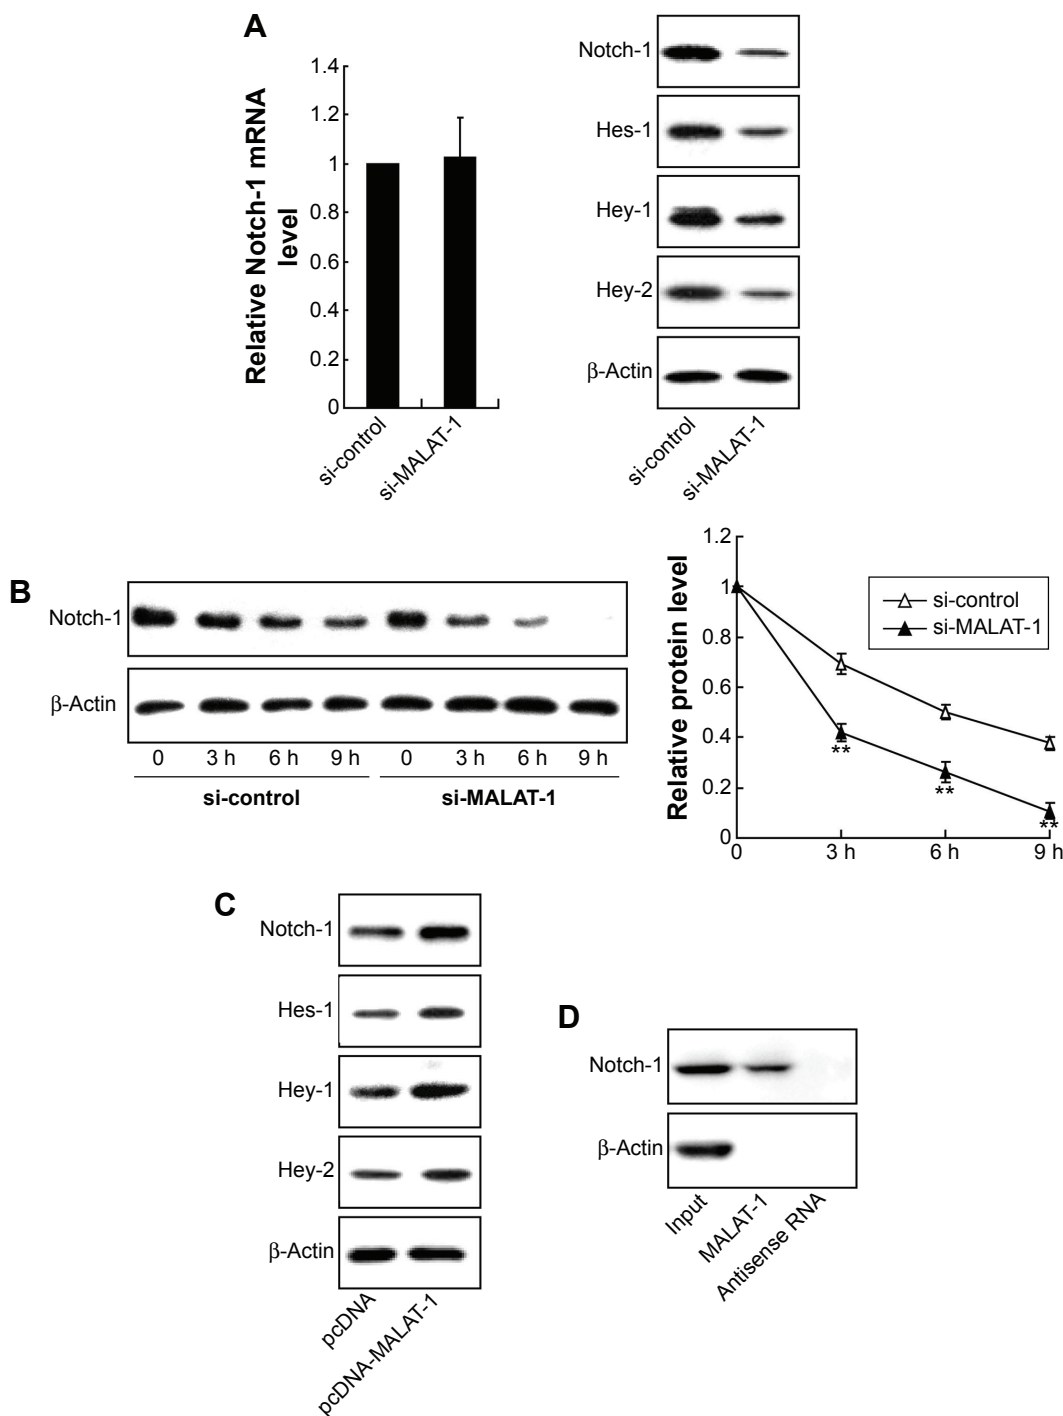 A
Relative Notch-1 mRNA
level
1.4
1.2
1
0.8
0.6
0.4
0.2
0
si-control
si-MALAT-1
Notch-1
Hes-1
Hey-1
Hey-2
β-Actin
si-control
si-MALAT-1
B
Notch-1
β-Actin
0 3 h 6 h 9 h 0 3 h 6 h 9 h
si-control si-MALAT-1
Relative protein level
1.2
1
0.8
0.6
0.4
0.2
0
si-control
si-MALAT-1
**
**
**
0 3 h 6 h 9 h
C
Notch-1
Hes-1
Hey-1
Hey-2
β-Actin
pcDNA
pcDNA-MALAT-1
D
Notch-1
β-Actin
Input
MALAT-1
Antisense RNA